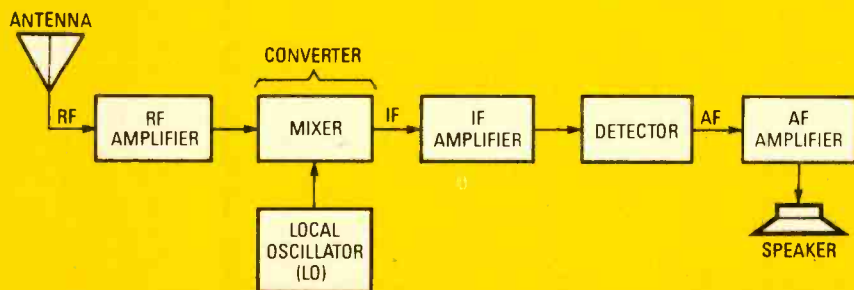 ANTENNA
CONVERTER
RF
RF
AMPLIFIER
MIXER
IF
IF
AMPLIFIER
DETECTOR
AF
AF
AMPLIFIER
LOCAL
OSCILLATOR
(LO)
SPEAKER